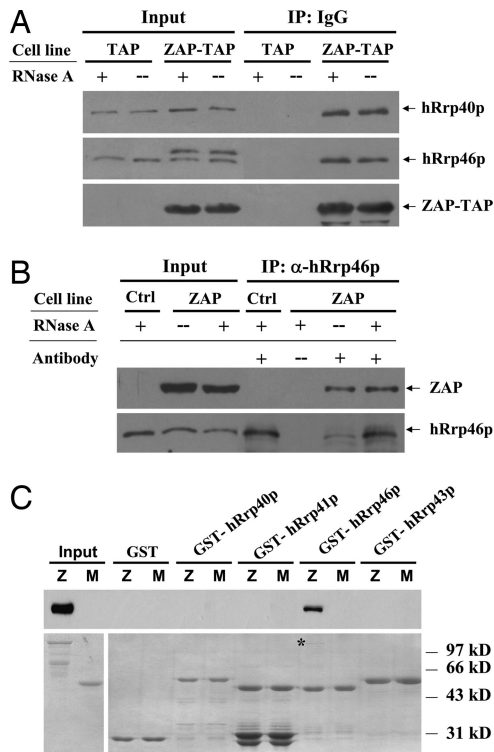 A
Input IP: IgG
Cell line TAP ZAP-TAP TAP ZAP-TAP
RNase A + -- + -- + -- + --
hRrp40p
hRrp46p
ZAP-TAP
B
Input IP: α-hRrp46p
Cell line Ctrl ZAP Ctrl ZAP
RNase A + -- + + + -- +
Antibody + -- + +
ZAP
hRrp46p
C
Input GST GST- hRrp40p GST- hRrp41p GST- hRrp46p GST- hRrp43p
Z M Z M Z M Z M Z M Z M
*
97 kD
66 kD
43 kD
31 kD